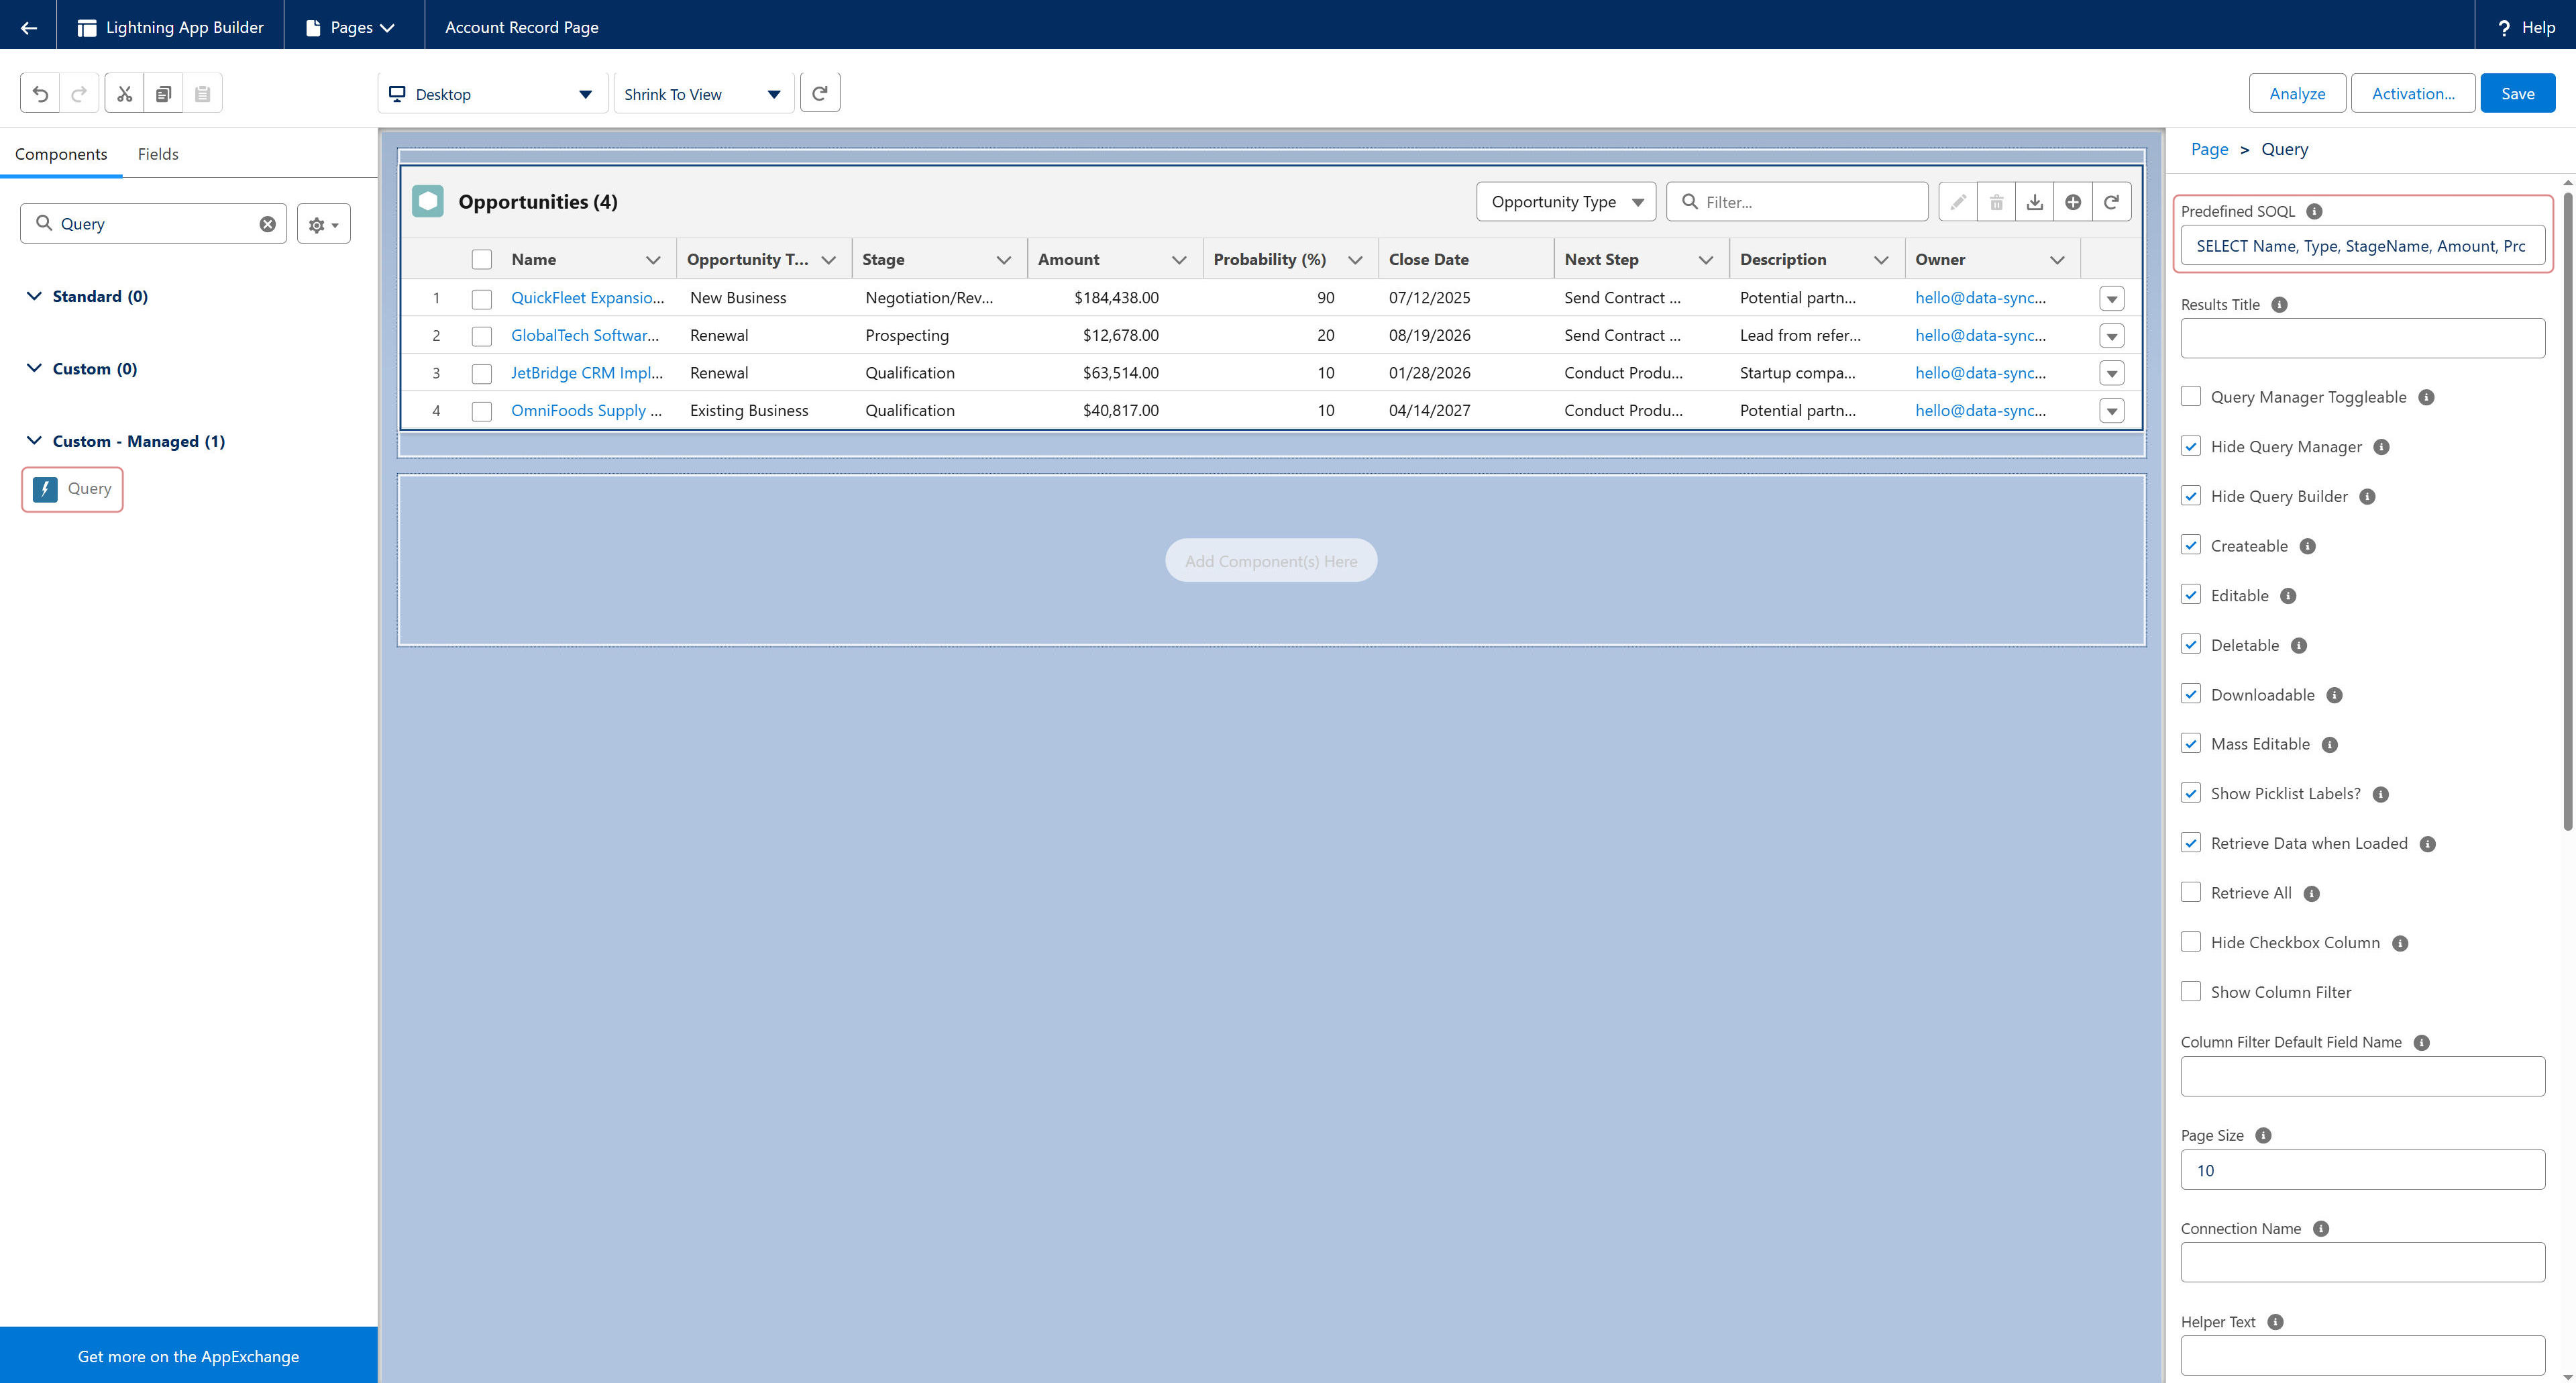 Lightning App Builder
Pages
Account Record Page
? Help
Desktop
Shrink To View
Analyze
Activation...
Save
Components
Fields
Query
Standard (0)
Custom (0)
Custom - Managed (1)
Query
Get more on the AppExchange
Opportunities (4)
Opportunity Type
Filter...
Name Opportunity T... Stage Amount Probability (%) Close Date Next Step Description Owner
1 QuickFleet Expansio... New Business Negotiation/Rev... $184,438.00 90 07/12/2025 Send Contract ... Potential partn... hello@data-sync...
2 GlobalTech Softwar... Renewal Prospecting $12,678.00 20 08/19/2026 Send Contract ... Lead from refer... hello@data-sync...
3 JetBridge CRM Impl... Renewal Qualification $63,514.00 10 01/28/2026 Conduct Produ... Startup compa... hello@data-sync...
4 OmniFoods Supply ... Existing Business Qualification $40,817.00 10 04/14/2027 Conduct Produ... Potential partn... hello@data-sync...
Add Component(s) Here
Page > Query
Predefined SOQL
SELECT Name, Type, StageName, Amount, Prc
Results Title
Query Manager Toggleable
Hide Query Manager
Hide Query Builder
Createable
Editable
Deletable
Downloadable
Mass Editable
Show Picklist Labels?
Retrieve Data when Loaded
Retrieve All
Hide Checkbox Column
Show Column Filter
Column Filter Default Field Name
Page Size
10
Connection Name
Helper Text